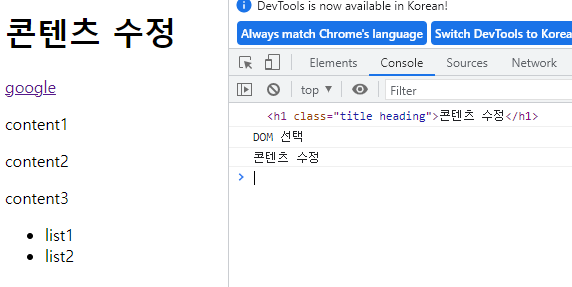 콘텐츠 수정
google
content1
content2
content3
list1
list2
DevTools is now available in Korean!
Always match Chrome's language
Switch DevTools to Korea
Elements
Console
Sources
Network
top
Filter
<h1 class="title heading">콘텐츠 수정</h1>
DOM 선택
콘텐츠 수정